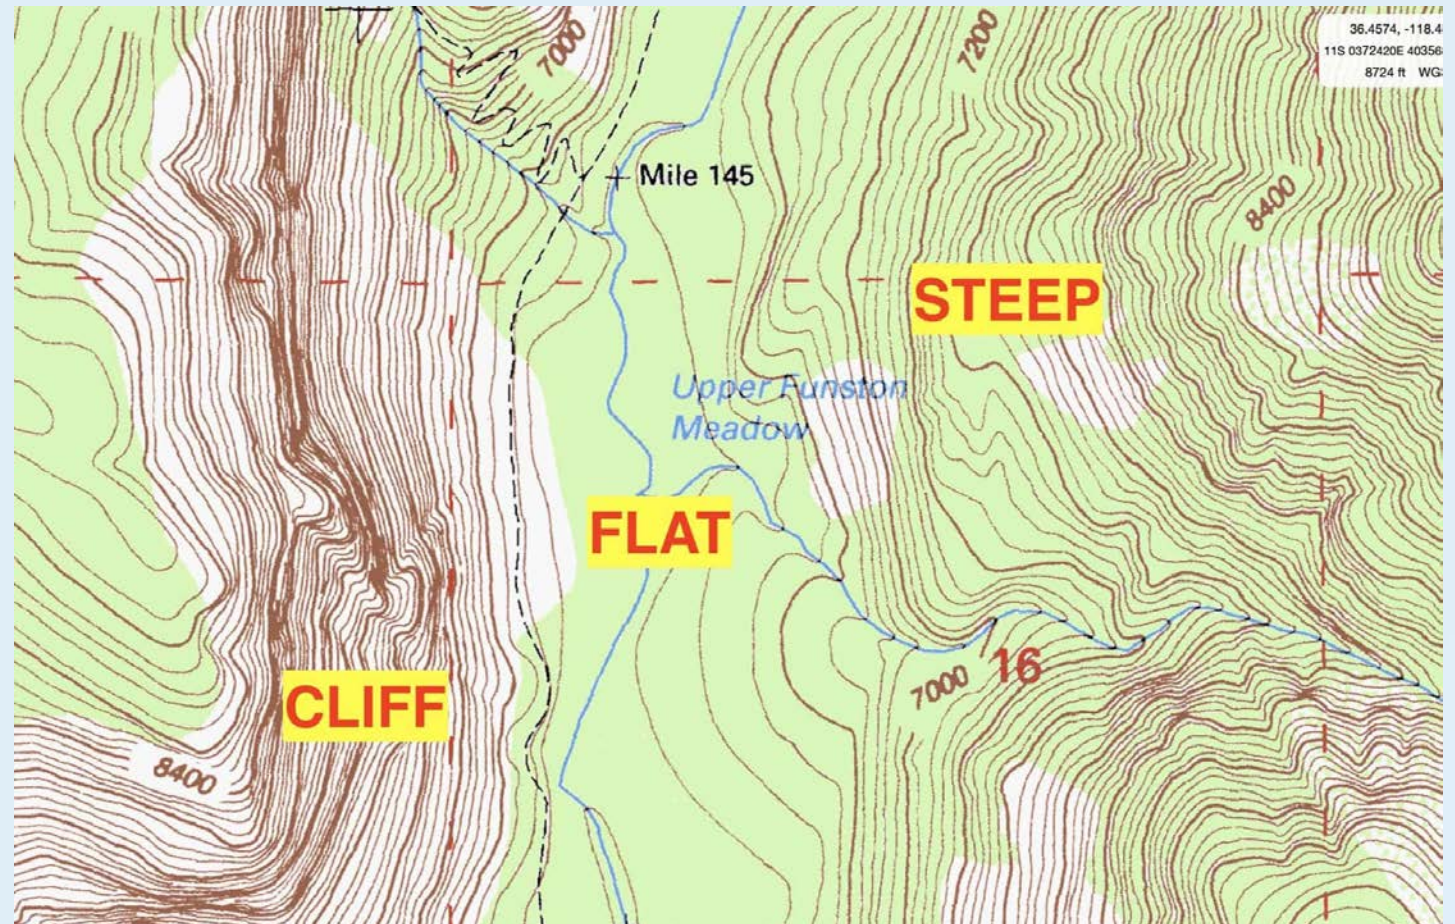 7000
7200
36.4574, -118.4
11S 0372420E 40356
8724 ft WG
Mile 145
8400
STEEP
Upper Funston
Meadow
FLAT
16
7000
CLIFF
8400